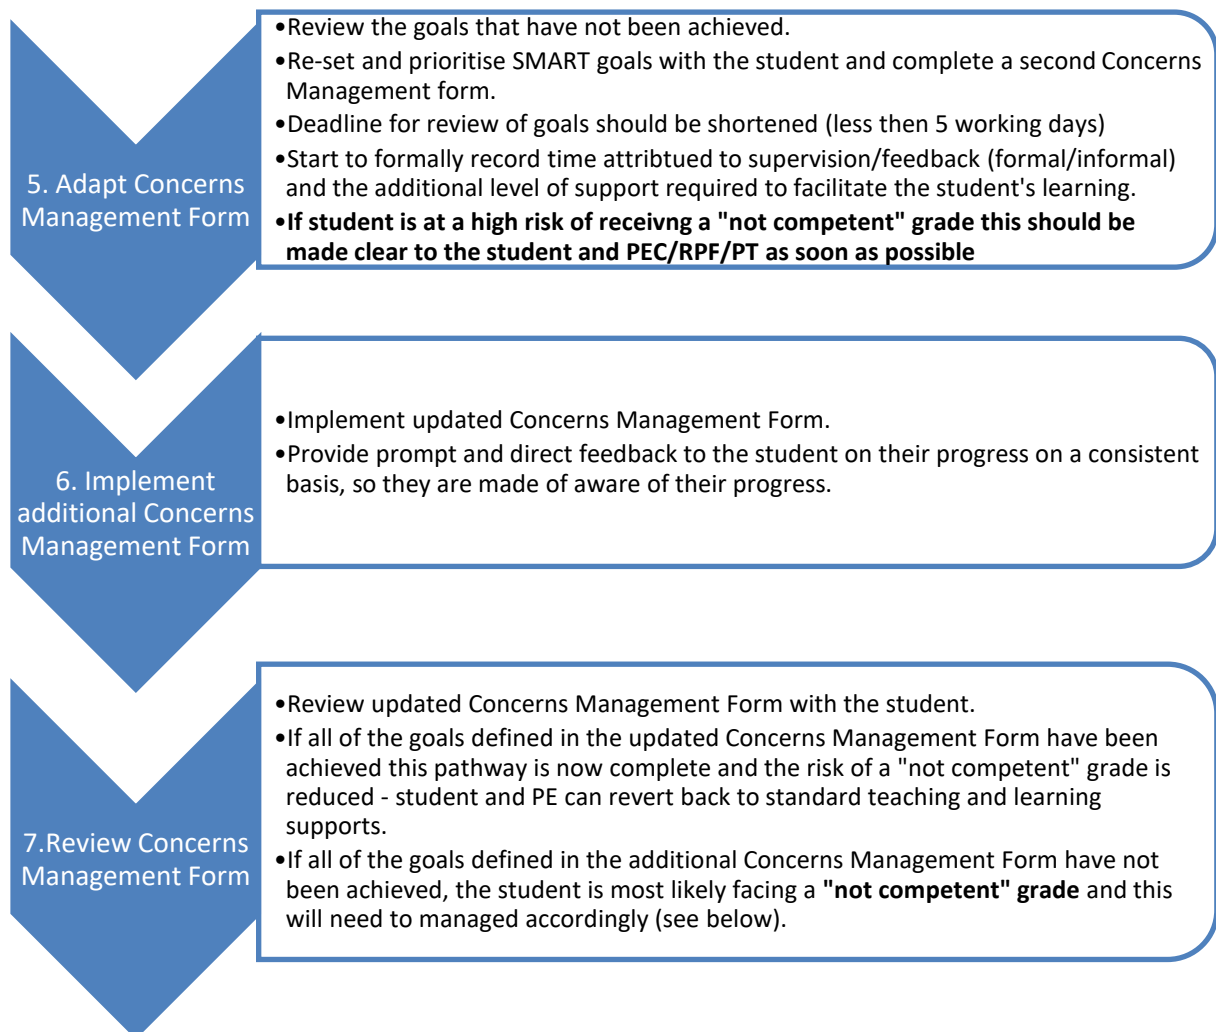 5. Adapt Concerns
Management Form
•Review the goals that have not been achieved.
•Re-set and prioritise SMART goals with the student and complete a second Concerns
Management form.
•Deadline for review of goals should be shortened (less then 5 working days)
•Start to formally record time attribtued to supervision/feedback (formal/informal)
and the additional level of support required to facilitate the student's learning.
•If student is at a high risk of receivng a "not competent" grade this should be
made clear to the student and PEC/RPF/PT as soon as possible
6. Implement
additional Concerns
Management Form
•Implement updated Concerns Management Form.
•Provide prompt and direct feedback to the student on their progress on a consistent
basis, so they are made of aware of their progress.
7.Review Concerns
Management Form
•Review updated Concerns Management Form with the student.
•If all of the goals defined in the updated Concerns Management Form have been
achieved this pathway is now complete and the risk of a "not competent" grade is
reduced - student and PE can revert back to standard teaching and learning
supports.
•If all of the goals defined in the additional Concerns Management Form have not
been achieved, the student is most likely facing a "not competent" grade and this
will need to managed accordingly (see below).